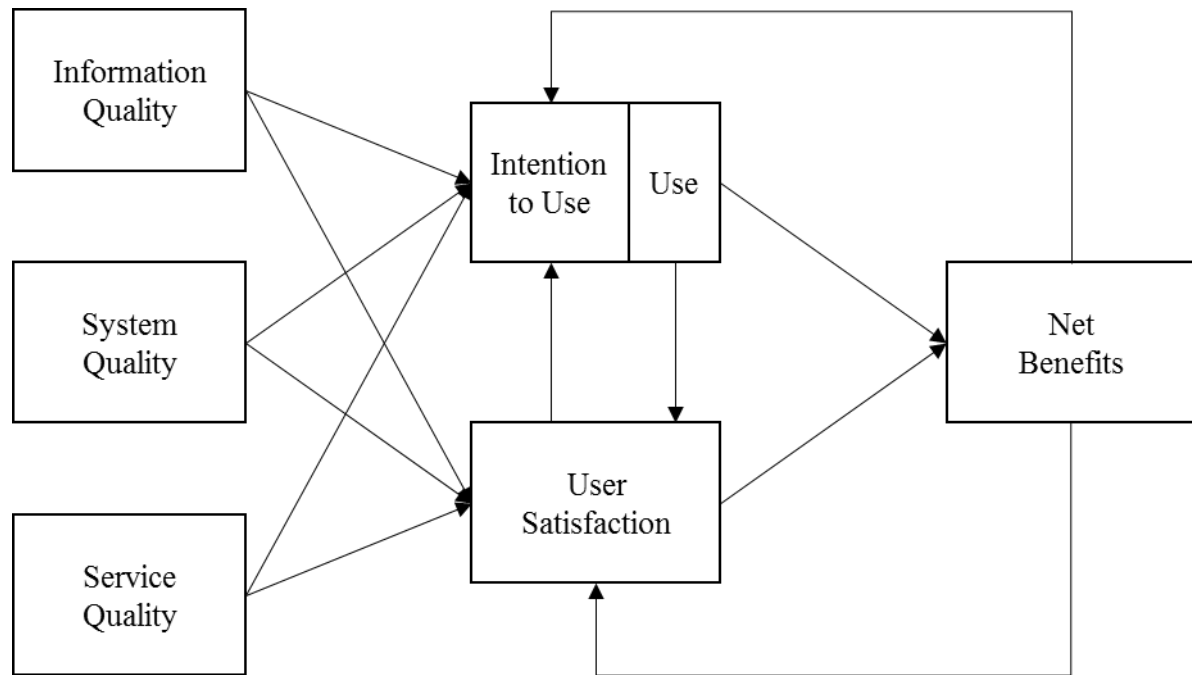 Information
Quality
Intention
to Use
Use
System
Quality
Net
Benefits
User
Satisfaction
Service
Quality